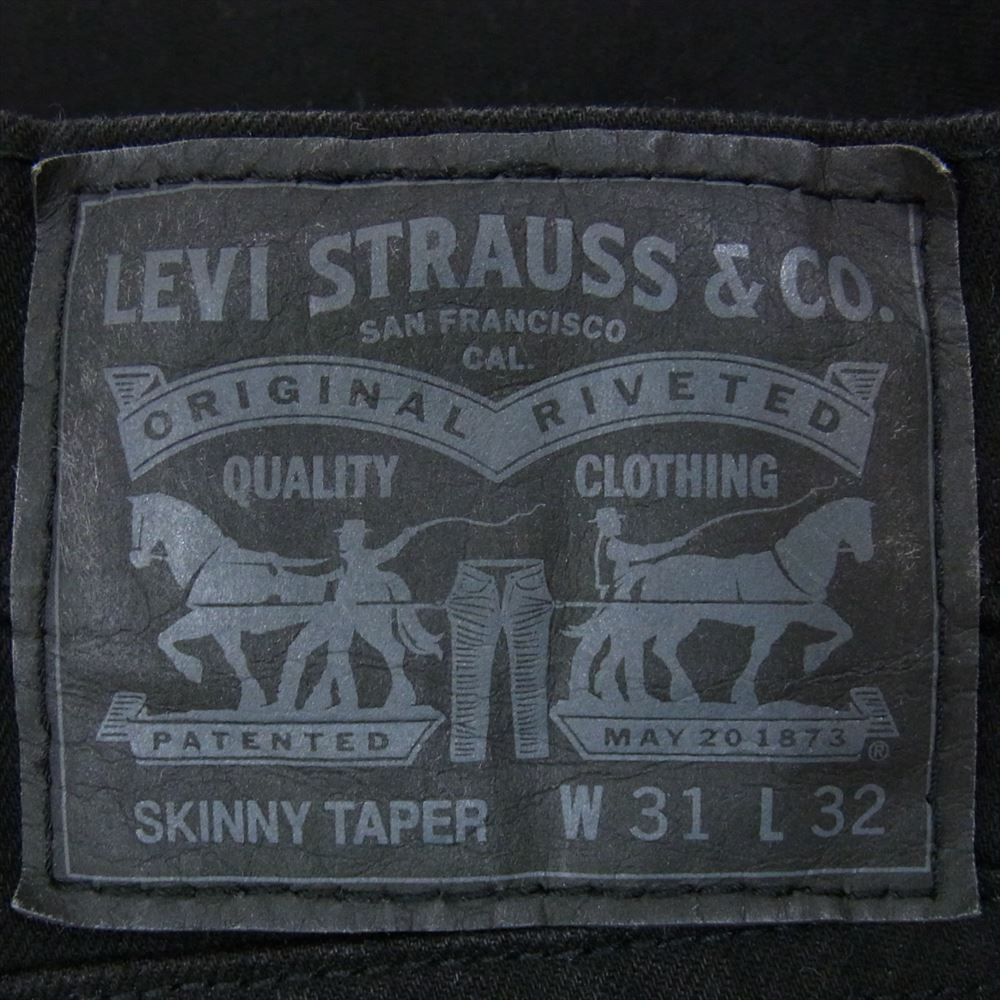 LEVI STRAUSS & CO.
SAN FRANCISCO
CAL.
ORIGINAL RIVETED
QUALITY CLOTHING
PATENTED MAY 20 1873 ®
SKINNY TAPER W 31 L 32